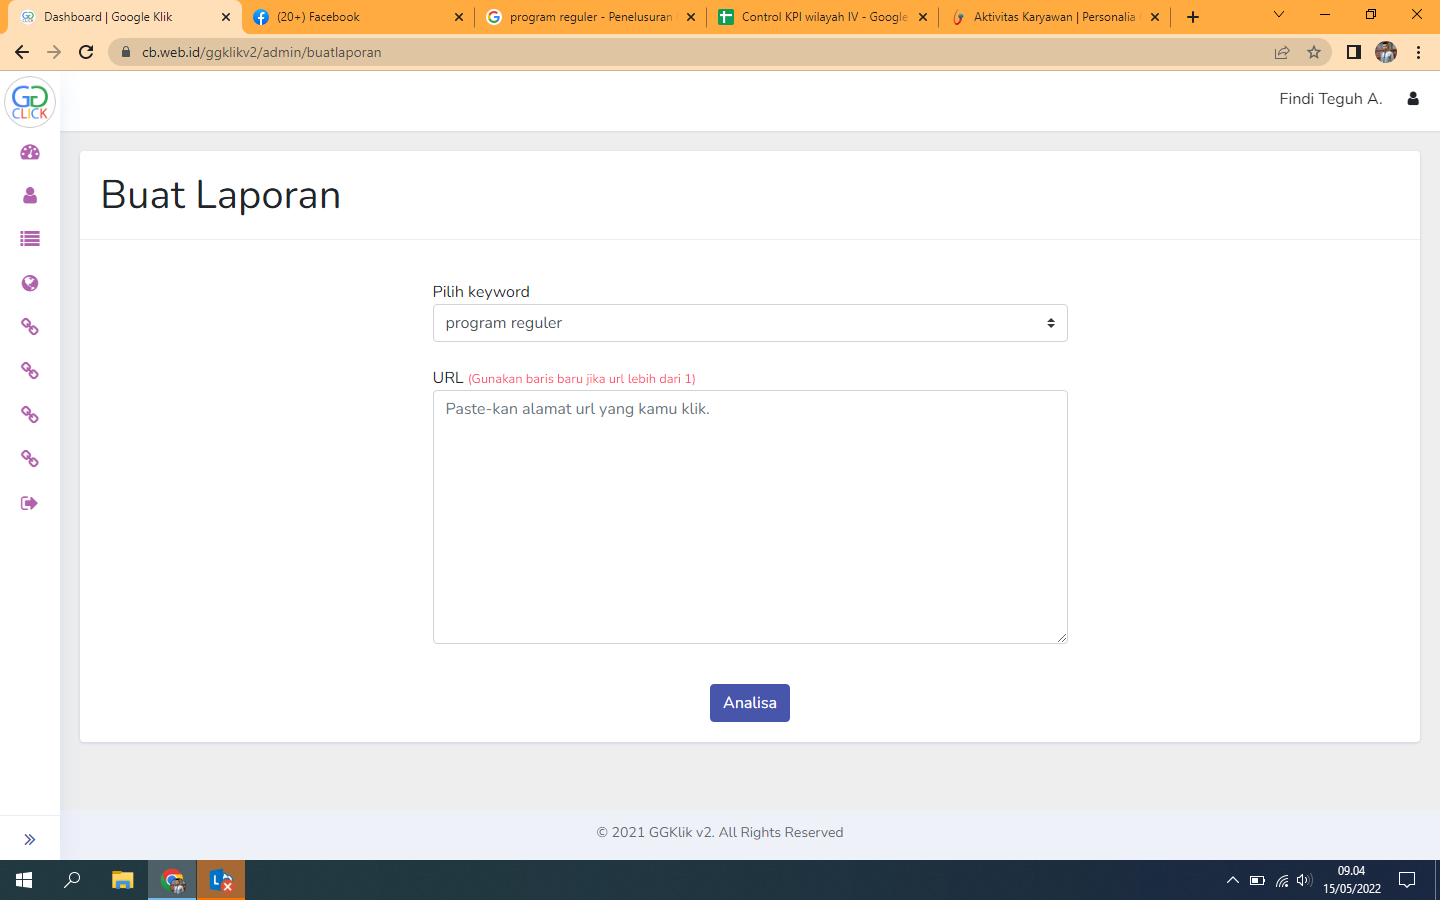 Dashboard | Google Klik
(20+) Facebook
program reguler - Penelusuran
Control KPI wilayah IV - Google
Aktivitas Karyawan | Personalia
cb.web.id/ggklikv2/admin/buatlaporan
GG
CLICK
Findi Teguh A.
Buat Laporan
Pilih keyword
program reguler
URL (Gunakan baris baru jika url lebih dari 1)
Paste-kan alamat url yang kamu klik.
Analisa
© 2021 GGKlik v2. All Rights Reserved
09.04
15/05/2022